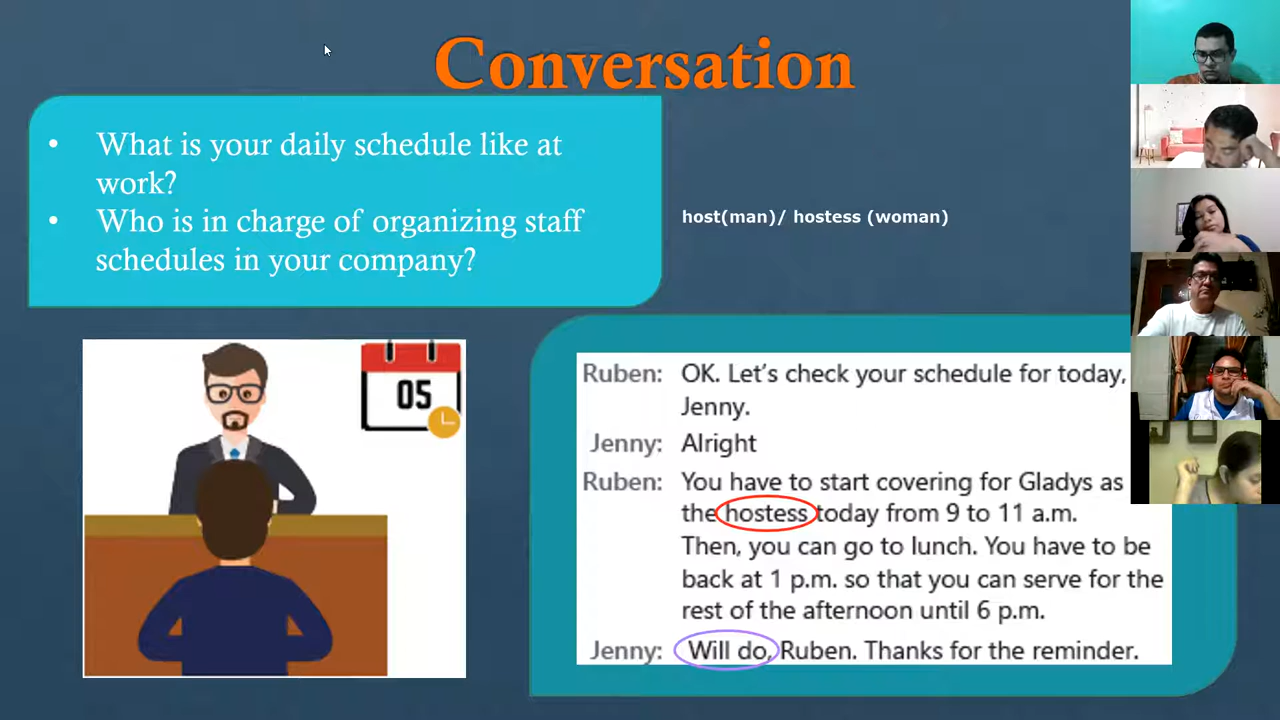 Conversation
• What is your daily schedule like at
work?
• Who is in charge of organizing staff
schedules in your company?
host(man)/ hostess (woman)
05
Ruben: OK. Let's check your schedule for today,
Jenny.
Jenny: Alright
Ruben: You have to start covering for Gladys as
the hostess today from 9 to 11 a.m.
Then, you can go to lunch. You have to be
back at 1 p.m. so that you can serve for the
rest of the afternoon until 6 p.m.
Jenny: Will do, Ruben. Thanks for the reminder.